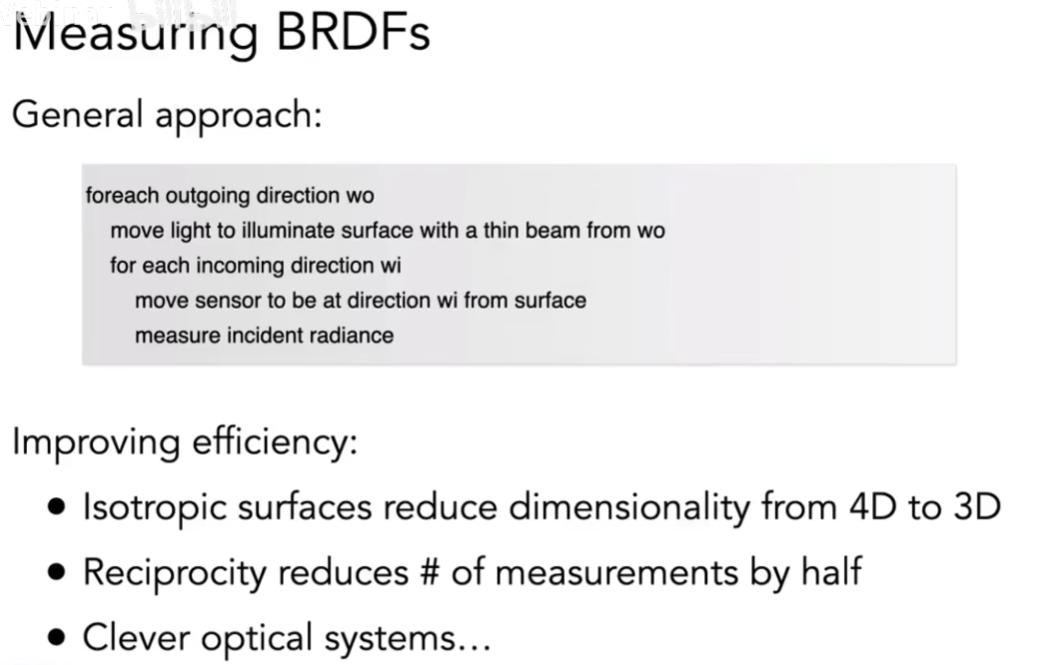 Measuring BRDFs
General approach:
foreach outgoing direction wo
move light to illuminate surface with a thin beam from wo
for each incoming direction wi
move sensor to be at direction wi from surface
measure incident radiance
Improving efficiency:
● Isotropic surfaces reduce dimensionality from 4D to 3D
● Reciprocity reduces # of measurements by half
● Clever optical systems...